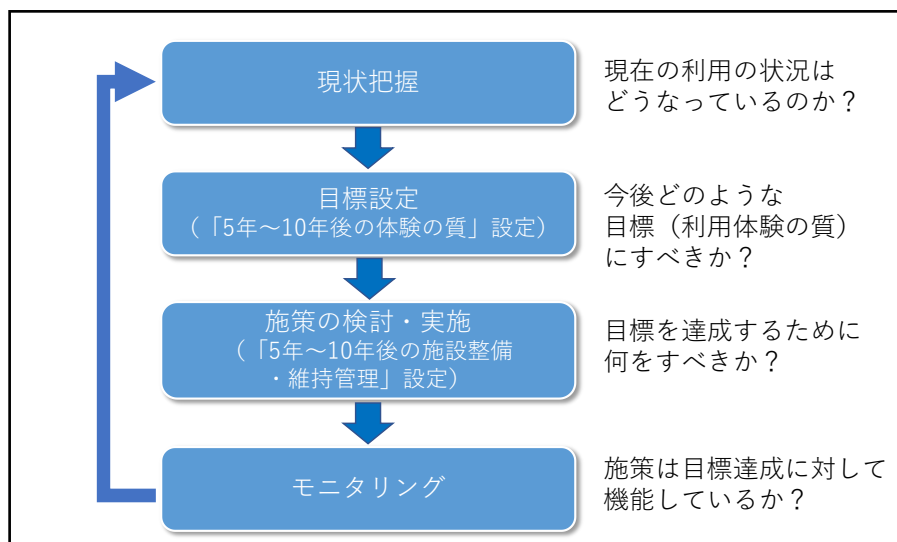 現状把握
現在の利用の状況は
どうなっているのか？
目標設定
（「5年～10年後の体験の質」設定）
今後どのような
目標（利用体験の質）
にすべきか？
施策の検討・実施
（「5年～10年後の施設整備
・維持管理」設定）
目標を達成するために
何をすべきか？
モニタリング
施策は目標達成に対して
機能しているか？